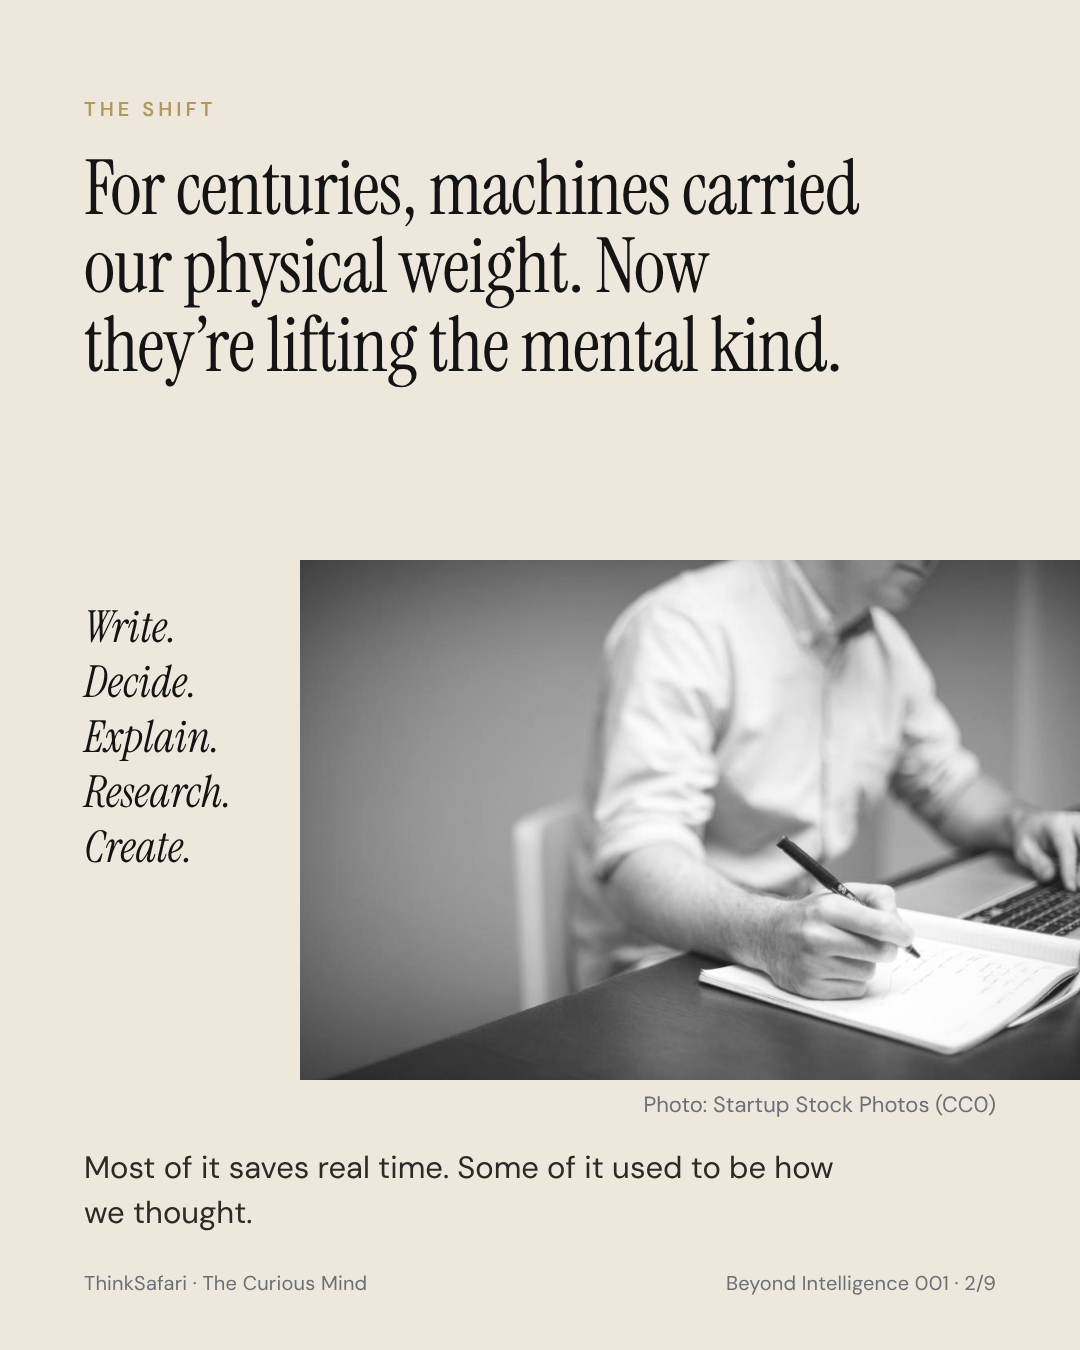 THE SHIFT
For centuries, machines carried
our physical weight. Now
they’re lifting the mental kind.
Write.
Decide.
Explain.
Research.
Create.
Photo: Startup Stock Photos (CC0)
Most of it saves real time. Some of it used to be how
we thought.
ThinkSafari · The Curious Mind
Beyond Intelligence 001 · 2/9